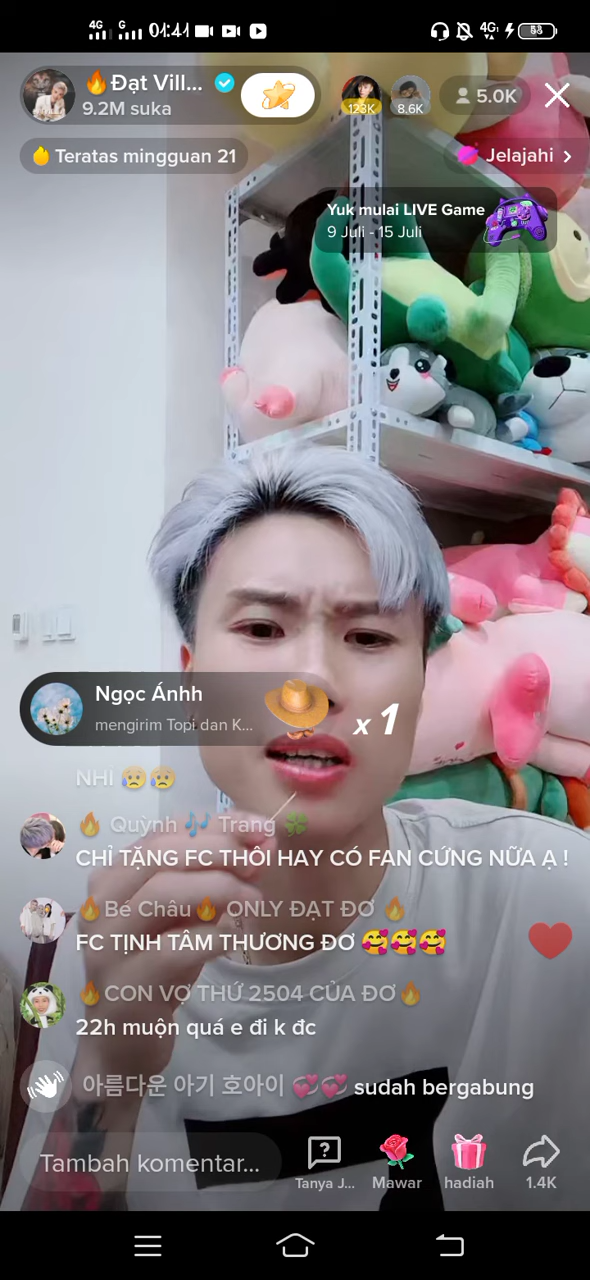 4G G 01:41 4G 53
🔥Đạt Vill...
9.2M suka
123K 8.6K 5.0K
Teratas mingguan 21
Jelajahi
Yuk mulai LIVE Game
9 Juli - 15 Juli
Ngọc Ánhh
mengirim Topi dan K...
x 1
NHI 😥😥
🔥 Quỳnh 🎶 Trang 🍀
CHỈ TẶNG FC THÔI HAY CÓ FAN CỨNG NỮA Ạ !
🔥Bé Châu🔥 ONLY ĐẠT ĐƠ 🔥
FC TỊNH TÂM THƯƠNG ĐƠ 🥰🥰🥰
🔥CON VỢ THỨ 2504 CỦA ĐƠ🔥
22h muộn quá e đi k đc
아름다운 아기 호아이 💞💞 sudah bergabung
Tambah komentar...
Tanya J... Mawar hadiah 1.4K